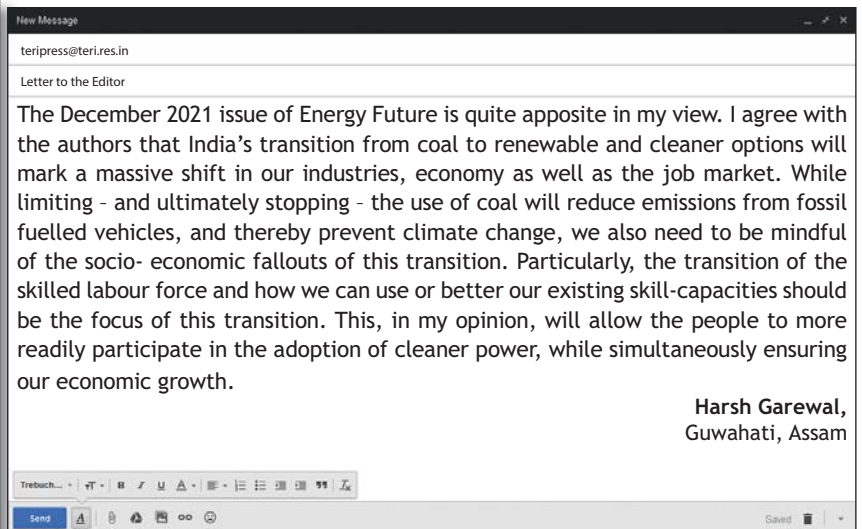 New Message
teripress@teri.res.in
Letter to the Editor
The December 2021 issue of Energy Future is quite apposite in my view. I agree with
the authors that India's transition from coal to renewable and cleaner options will
mark a massive shift in our industries, economy as well as the job market. While
limiting – and ultimately stopping – the use of coal will reduce emissions from fossil
fuelled vehicles, and thereby prevent climate change, we also need to be mindful
of the socio- economic fallouts of this transition. Particularly, the transition of the
skilled labour force and how we can use or better our existing skill-capacities should
be the focus of this transition. This, in my opinion, will allow the people to more
readily participate in the adoption of cleaner power, while simultaneously ensuring
our economic growth.
Harsh Garewal,
Guwahati, Assam
Trebuch...
Send
Saved